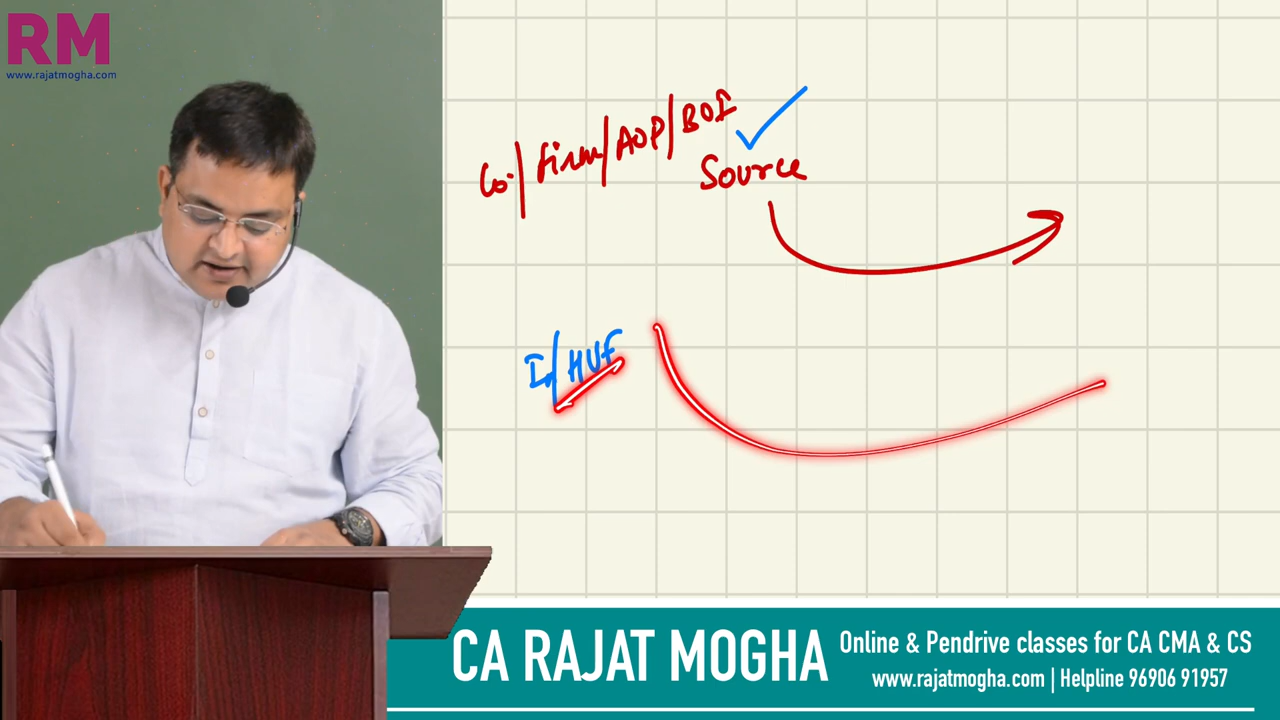 RM
www.rajatmogha.com
Co./Firm/AOP/BOI
Source
I/HUF
CA RAJAT MOGHA
Online & Pendrive classes for CA CMA & CS
www.rajatmogha.com | Helpline 96906 91957